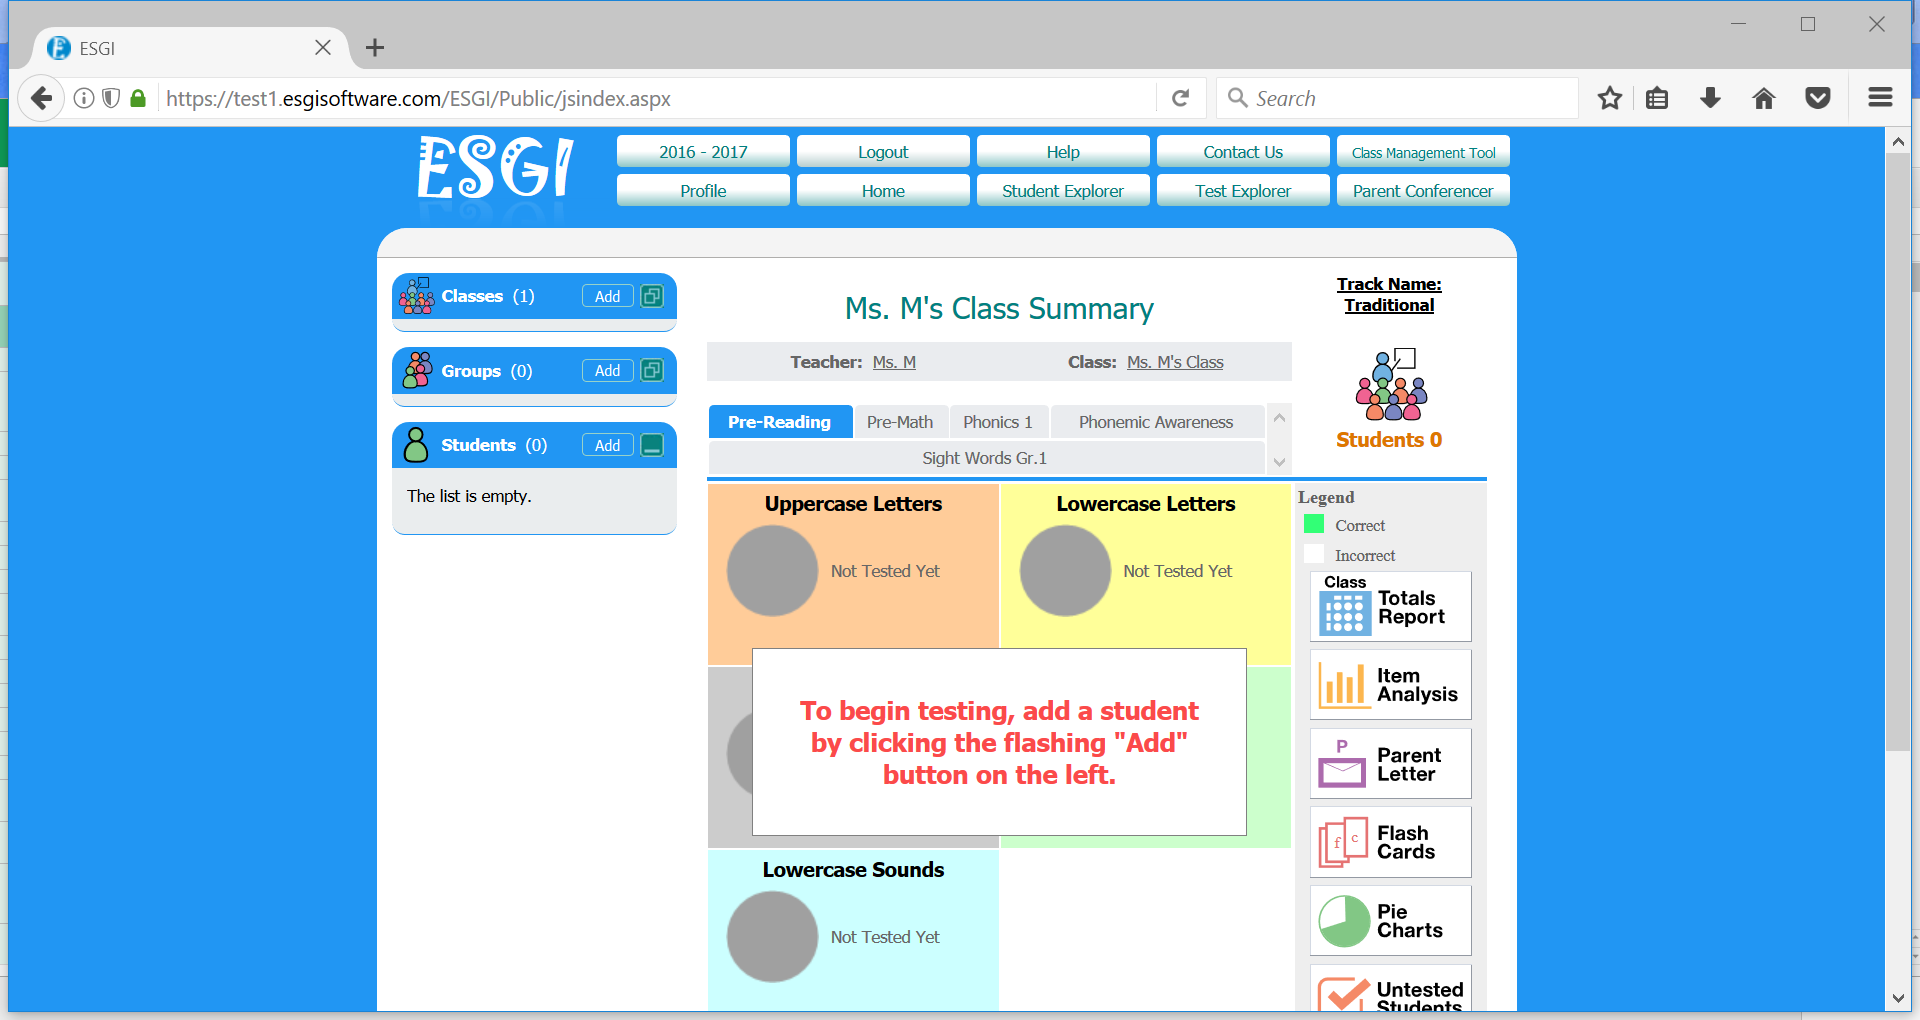 ESGI
https://test1.esgisoftware.com/ESGI/Public/jsindex.aspx
Search
ESGI
2016 - 2017
Logout
Help
Contact Us
Class Management Tool
Profile
Home
Student Explorer
Test Explorer
Parent Conferencer
Classes (1)
Add
Groups (0)
Add
Students (0)
Add
The list is empty.
Ms. M's Class Summary
Teacher: Ms. M
Class: Ms. M's Class
Pre-Reading
Pre-Math
Phonics 1
Phonemic Awareness
Sight Words Gr.1
Track Name:
Traditional
Students 0
Uppercase Letters
Not Tested Yet
Lowercase Letters
Not Tested Yet
To begin testing, add a student
by clicking the flashing "Add"
button on the left.
Lowercase Sounds
Not Tested Yet
Legend
Correct
Incorrect
Class
Totals
Report
Item
Analysis
P
Parent
Letter
f c
Flash
Cards
Pie
Charts
Untested
Students